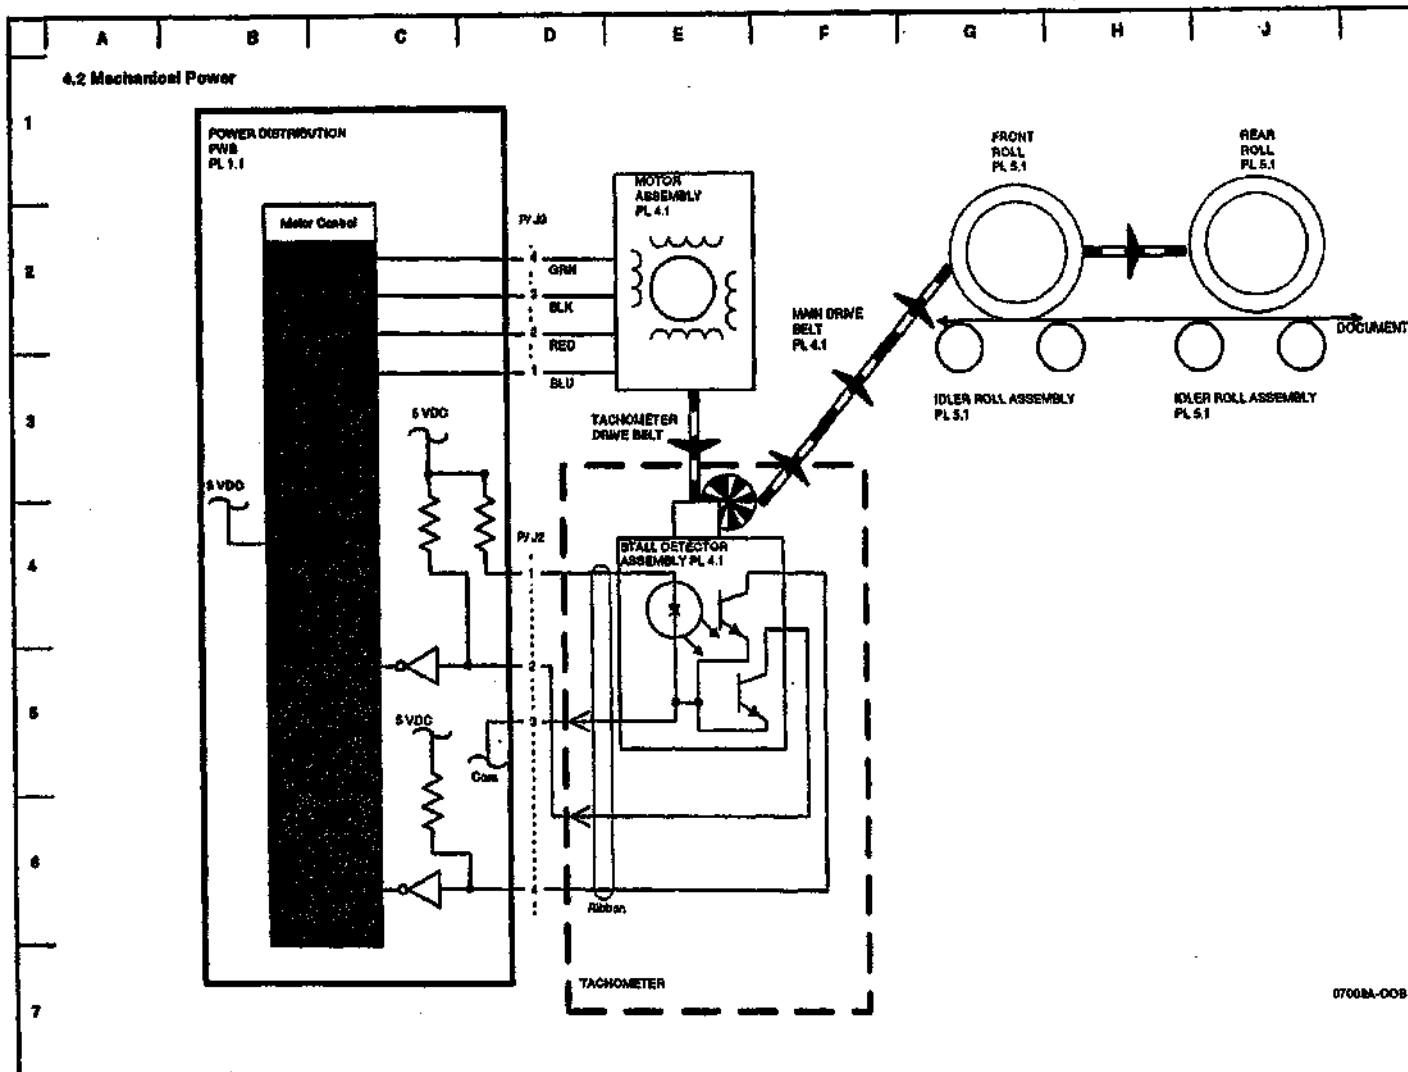 A B C D E F G H J
4.2 Mechanical Power
1
POWER DISTRIBUTION
PWB
PL 1.1
MOTOR
ASSEMBLY
PL 4.1
FRONT
ROLL
PL 5.1
REAR
ROLL
PL 5.1
Motor Control
P/J3
2
4
GRN
3
BLK
2
RED
1
BLU
MAIN DRIVE
BELT
PL 4.1
DOCUMENT
IDLER ROLL ASSEMBLY
PL 5.1
IDLER ROLL ASSEMBLY
PL 5.1
3
5 VDC
TACHOMETER
DRIVE BELT
5 VDC
P/J2
4
STALL DETECTOR
ASSEMBLY PL 4.1
1
2
5
5 VDC
3
Com
6
4
Ribbon
TACHOMETER
7